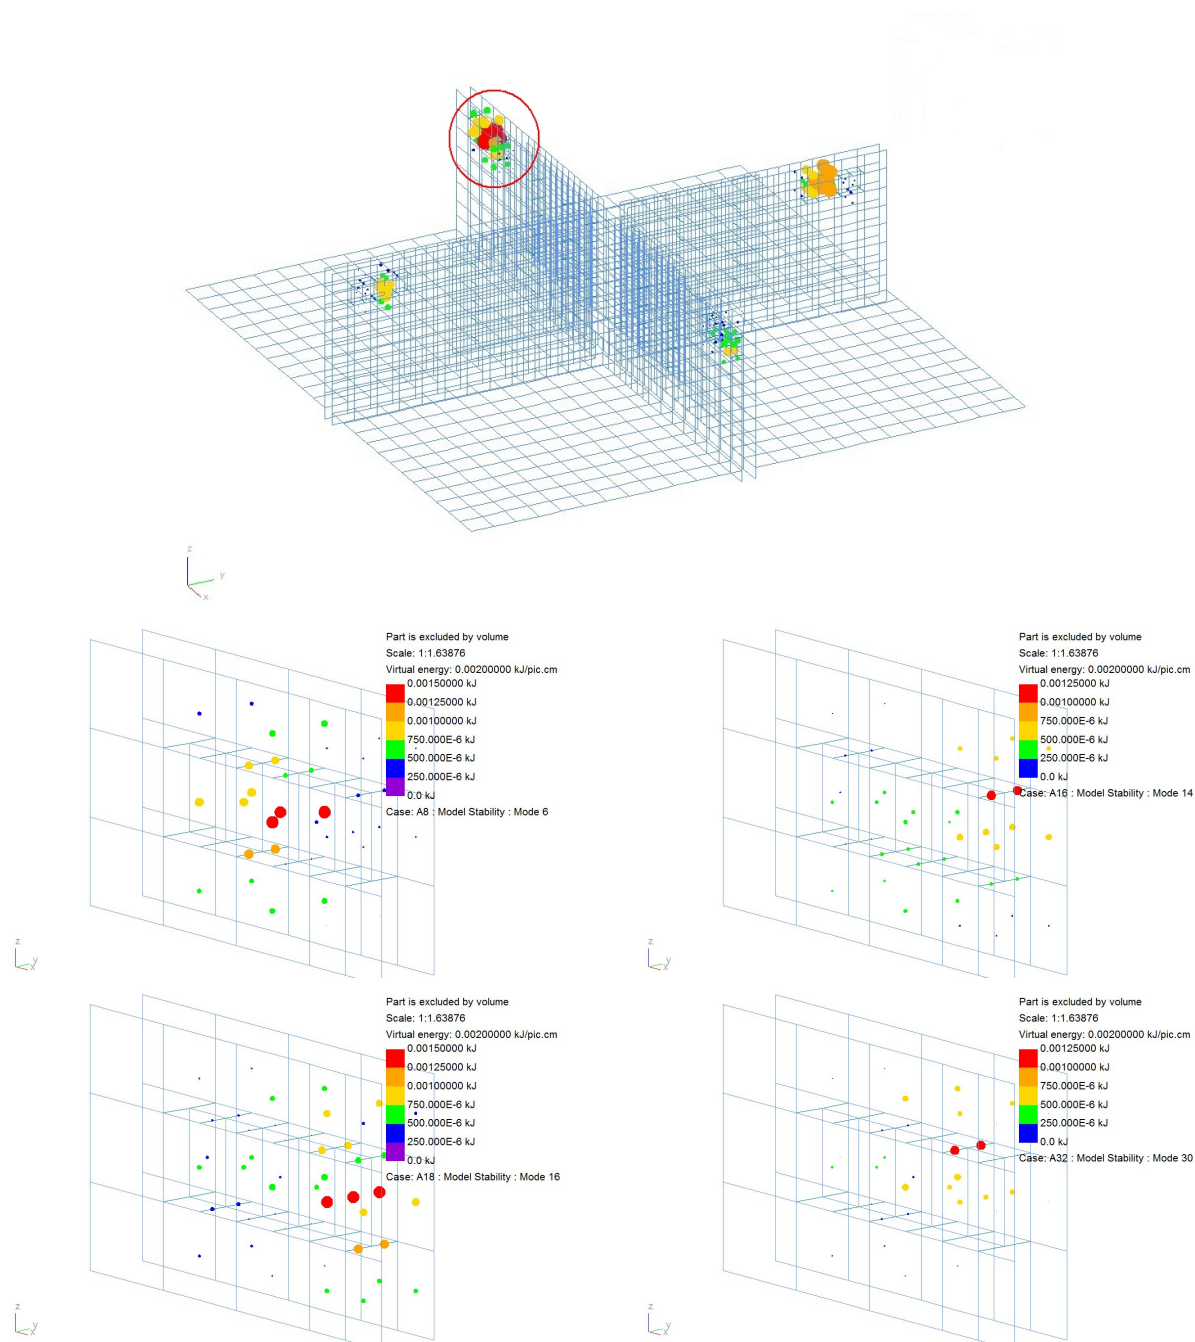 z
y
x
Part is excluded by volume
Scale: 1:1.63876
Virtual energy: 0.00200000 kJ/pic.cm
0.00150000 kJ
0.00125000 kJ
0.00100000 kJ
750.000E-6 kJ
500.000E-6 kJ
250.000E-6 kJ
0.0 kJ
Case: A8 : Model Stability : Mode 6
z
y
x
Part is excluded by volume
Scale: 1:1.63876
Virtual energy: 0.00200000 kJ/pic.cm
0.00125000 kJ
0.00100000 kJ
750.000E-6 kJ
500.000E-6 kJ
250.000E-6 kJ
0.0 kJ
Case: A16 : Model Stability : Mode 14
z
y
x
Part is excluded by volume
Scale: 1:1.63876
Virtual energy: 0.00200000 kJ/pic.cm
0.00150000 kJ
0.00125000 kJ
0.00100000 kJ
750.000E-6 kJ
500.000E-6 kJ
250.000E-6 kJ
0.0 kJ
Case: A18 : Model Stability : Mode 16
z
y
x
Part is excluded by volume
Scale: 1:1.63876
Virtual energy: 0.00200000 kJ/pic.cm
0.00125000 kJ
0.00100000 kJ
750.000E-6 kJ
500.000E-6 kJ
250.000E-6 kJ
0.0 kJ
Case: A32 : Model Stability : Mode 30
z
y
x